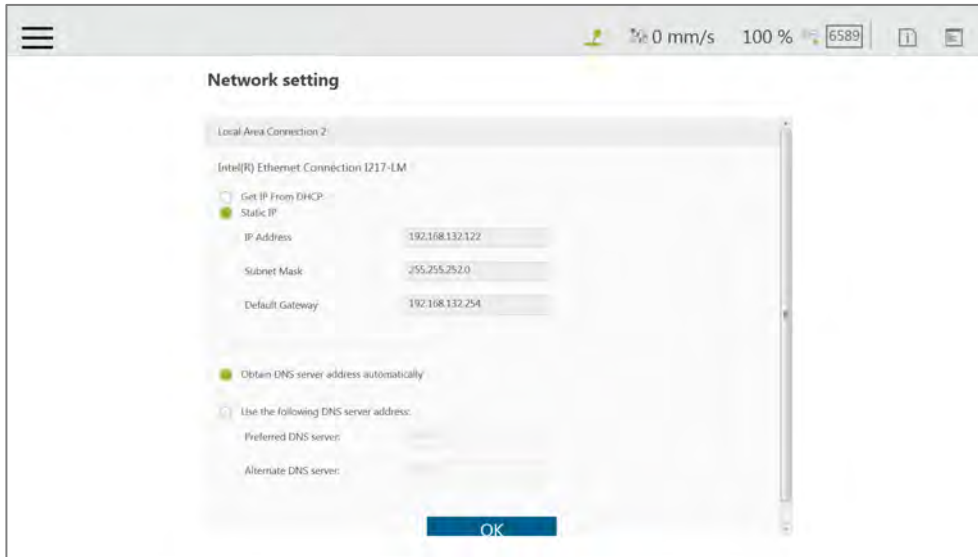 0 mm/s 100 % 6589
Network setting
Local Area Connection 2
Intel(R) Ethernet Connection I217-LM
Get IP From DHCP
Static IP
IP Address 192.168.132.122
Subnet Mask 255.255.252.0
Default Gateway 192.168.132.254
Obtain DNS server address automatically
Use the following DNS server address:
Preferred DNS server:
Alternate DNS server:
OK